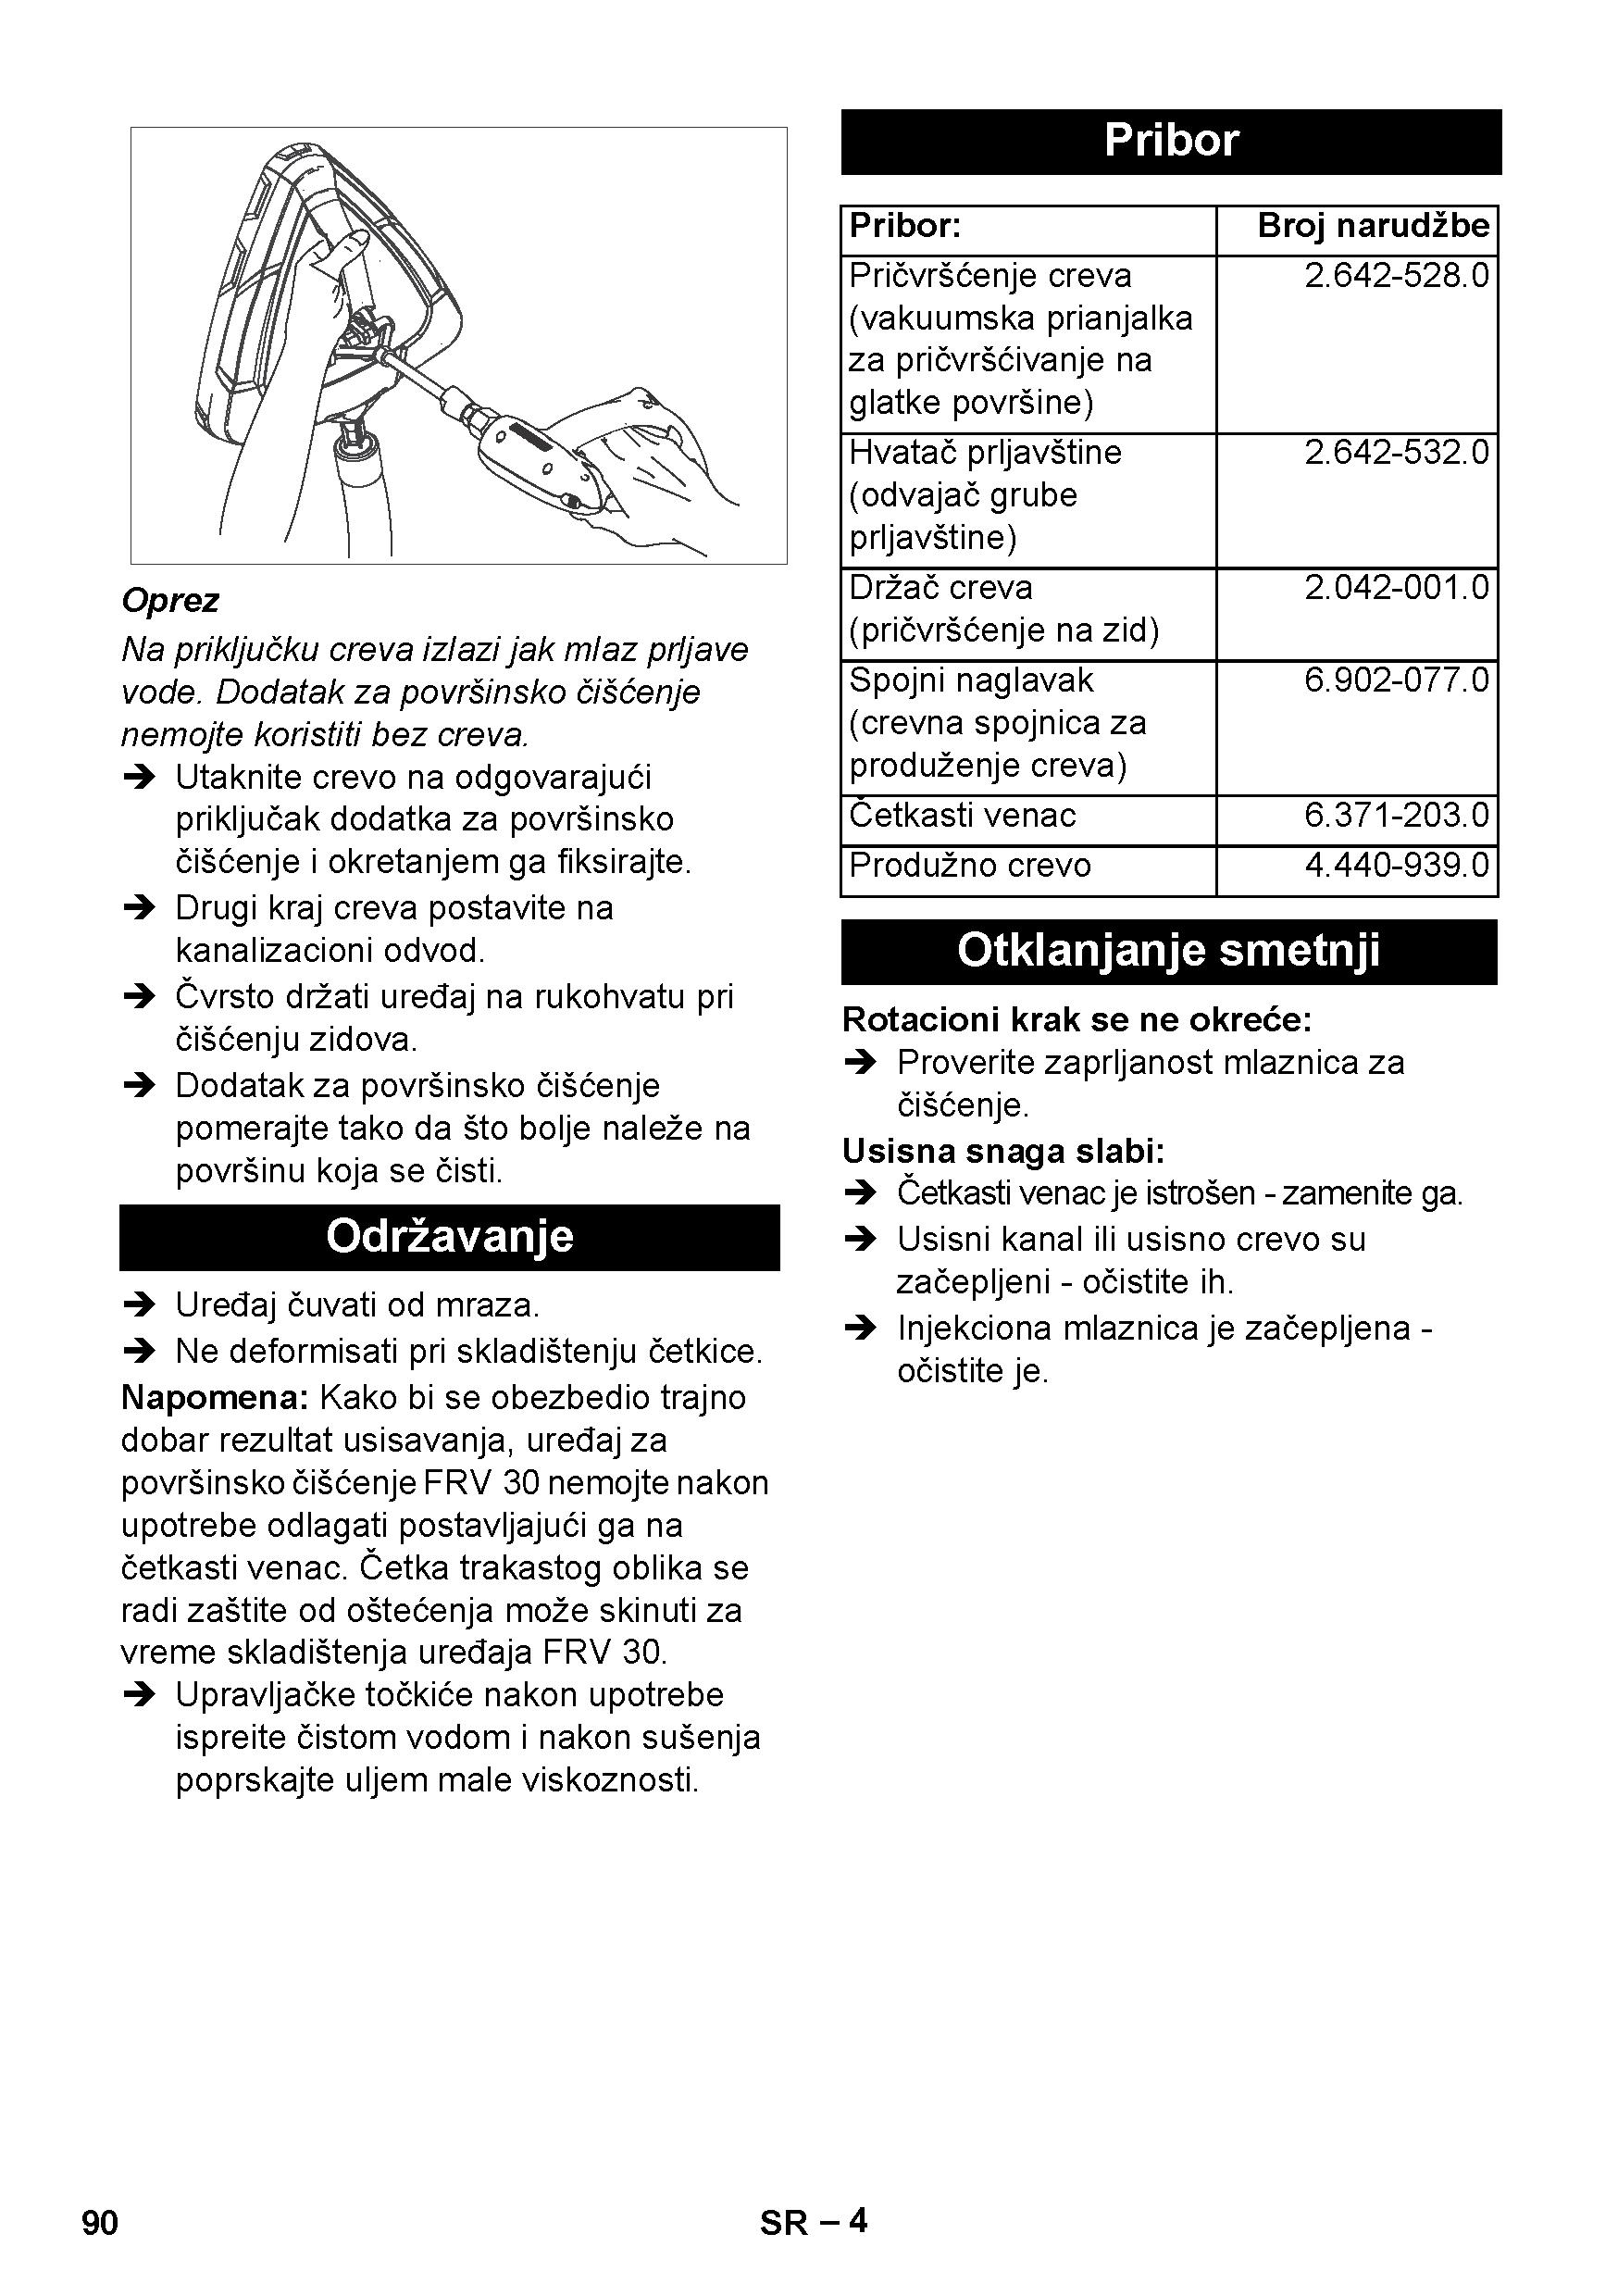 Oprez
Na priključku creva izlazi jak mlaz prljave
vode. Dodatak za površinsko čišćenje
nemojte koristiti bez creva.
➔ Utaknite crevo na odgovarajući
priključak dodatka za površinsko
čišćenje i okretanjem ga fiksirajte.
➔ Drugi kraj creva postavite na
kanalizacioni odvod.
➔ Čvrsto držati uređaj na rukohvatu pri
čišćenju zidova.
➔ Dodatak za površinsko čišćenje
pomerajte tako da što bolje naleže na
površinu koja se čisti.
Održavanje
➔ Uređaj čuvati od mraza.
➔ Ne deformisati pri skladištenju četkice.
Napomena: Kako bi se obezbedio trajno
dobar rezultat usisavanja, uređaj za
površinsko čišćenje FRV 30 nemojte nakon
upotrebe odlagati postavljajući ga na
četkasti venac. Četka trakastog oblika se
radi zaštite od oštećenja može skinuti za
vreme skladištenja uređaja FRV 30.
➔ Upravljačke točkiće nakon upotrebe
ispreite čistom vodom i nakon sušenja
poprskajte uljem male viskoznosti.
Pribor
Pribor: Broj narudžbe
Pričvršćenje creva 2.642-528.0
(vakuumska prianjalka
za pričvršćivanje na
glatke površine)
Hvatač prljavštine 2.642-532.0
(odvajač grube
prljavštine)
Držač creva 2.042-001.0
(pričvršćenje na zid)
Spojni naglavak 6.902-077.0
(crevna spojnica za
produženje creva)
Četkasti venac 6.371-203.0
Produžno crevo 4.440-939.0
Otklanjanje smetnji
Rotacioni krak se ne okreće:
➔ Proverite zaprljanost mlaznica za
čišćenje.
Usisna snaga slabi:
➔ Četkasti venac je istrošen - zamenite ga.
➔ Usisni kanal ili usisno crevo su
začepljeni - očistite ih.
➔ Injekciona mlaznica je začepljena -
očistite je.
90 SR – 4